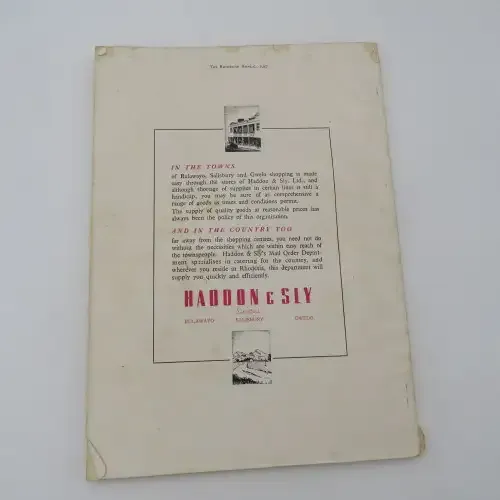 IN THE TOWNS
of Bulawayo, Salisbury and Gwelo shopping is made
easy through the stores of Haddon & Sly, Ltd., and
although shortage of supplies in certain lines is still a
handicap, you may be sure of as comprehensive a
range of goods as times and conditions permit.
The supply of quality goods at reasonable prices has
always been the policy of this organisation.
AND IN THE COUNTRY TOO
far away from the shopping centres, you need not do
without the necessities which are within easy reach of
the townspeople. Haddon & Sly's Mail Order Depart-
ment specialises in catering for the country, and
wherever you reside in Rhodesia, this department will
supply you quickly and efficiently.
HADDON & SLY
LIMITED
BULAWAYO SALISBURY GWELO